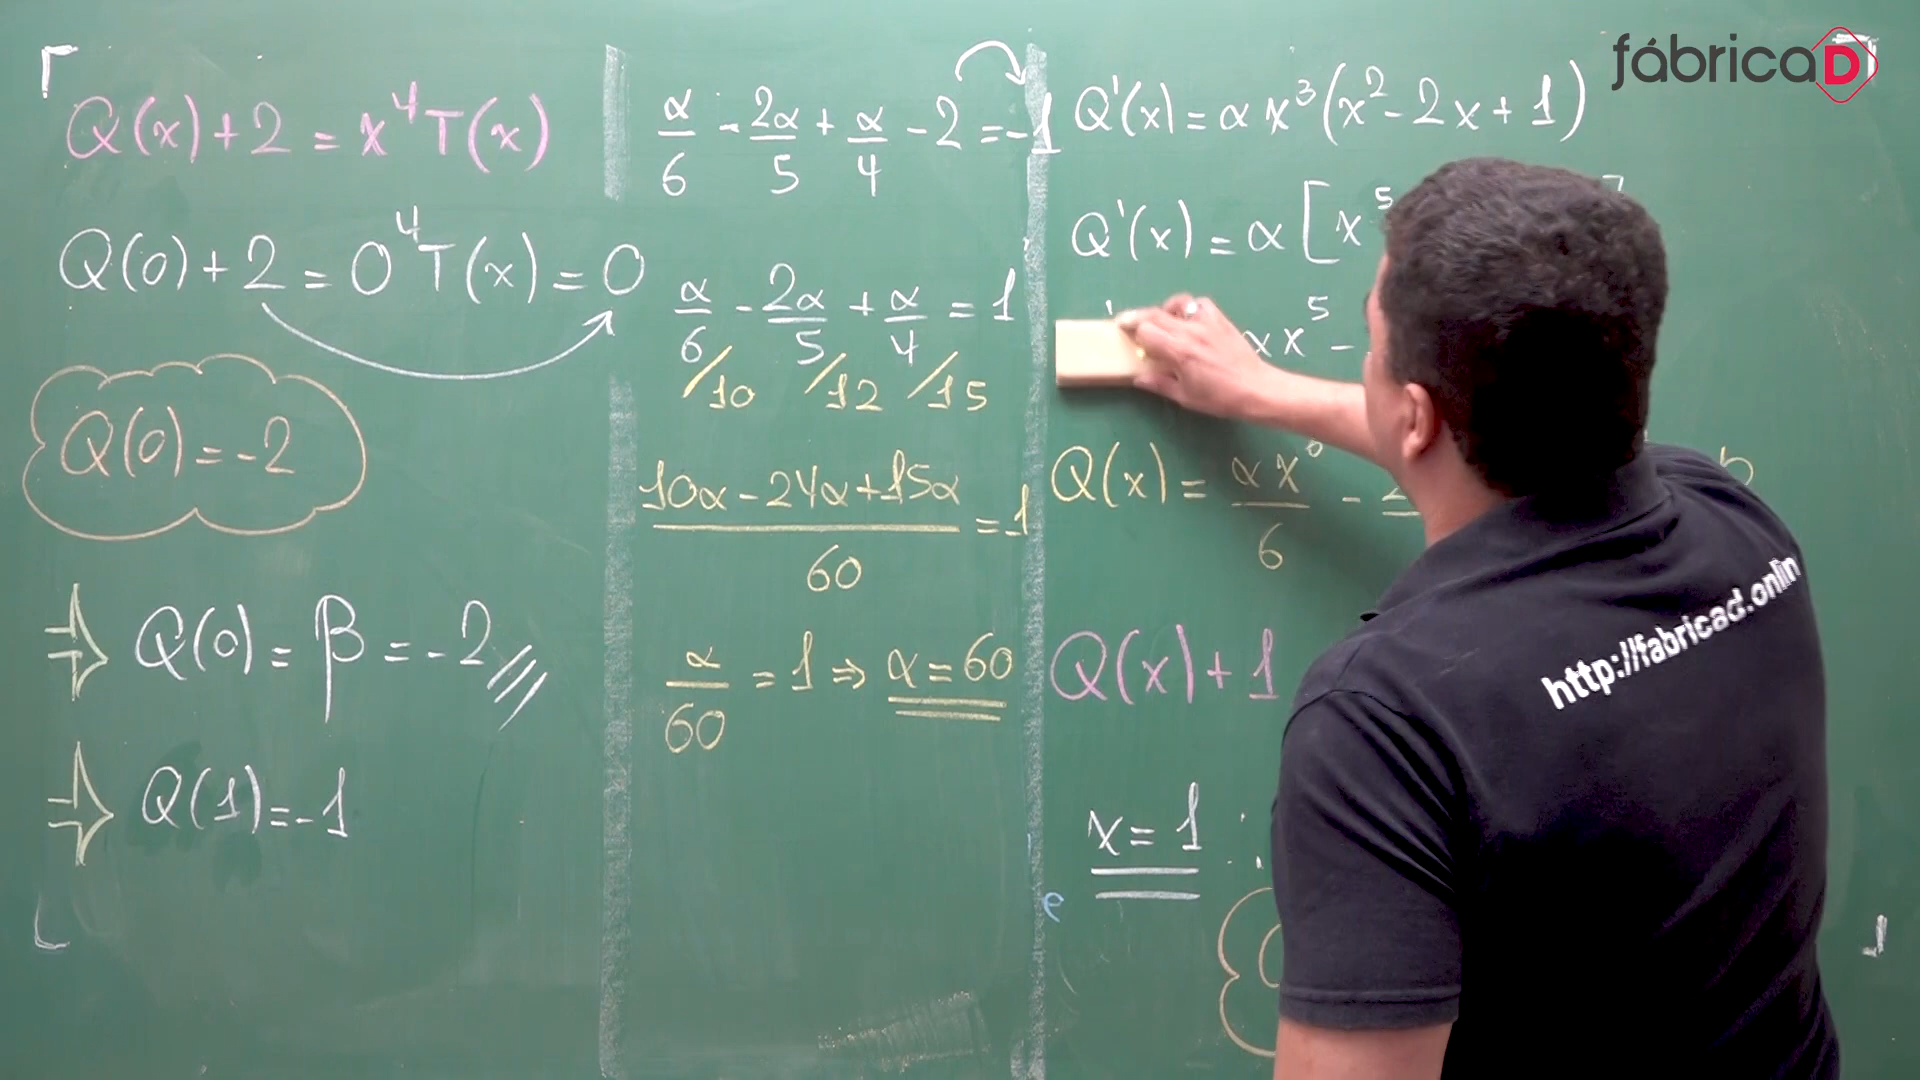 fábricaD
Q(x)+2 = x⁴T(x)
Q(0)+2 = 0⁴T(x) = 0
Q(0) = -2
⇒ Q(0) = β = -2
⇒ Q(1) = -1
α/6 - 2α/5 + α/4 - 2 = -1
α/6 - 2α/5 + α/4 = 1
/10 /12 /15
10α - 24α + 15α / 60 = 1
α/60 = 1 ⇒ α = 60
Q'(x) = αx³(x² - 2x + 1)
Q'(x) = α[x⁵
αx⁵ -
Q(x) = αx⁶/6 -
Q(x)+1
x = 1
e
http://fabricad.onlin